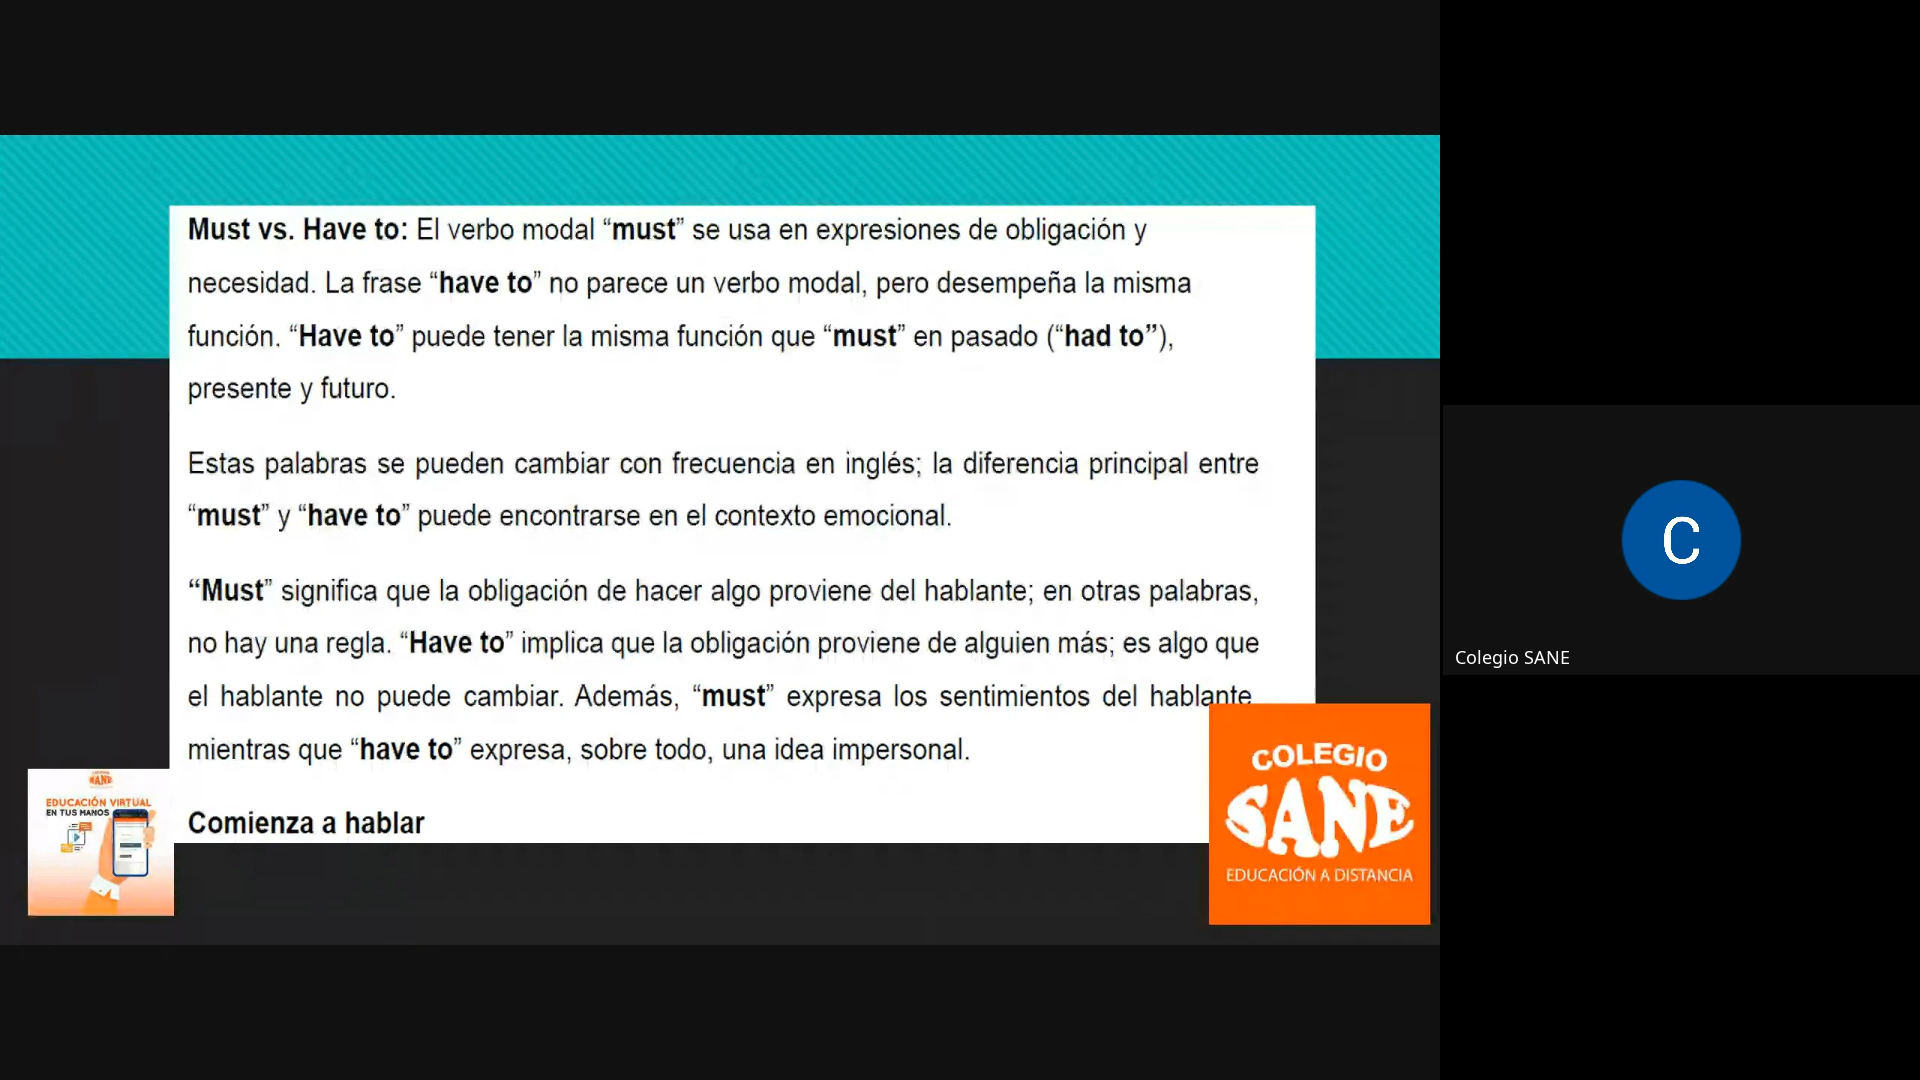 Must vs. Have to: El verbo modal “must” se usa en expresiones de obligación y
necesidad. La frase “have to” no parece un verbo modal, pero desempeña la misma
función. “Have to” puede tener la misma función que “must” en pasado (“had to”),
presente y futuro.
Estas palabras se pueden cambiar con frecuencia en inglés; la diferencia principal entre
“must” y “have to” puede encontrarse en el contexto emocional.
“Must” significa que la obligación de hacer algo proviene del hablante; en otras palabras,
no hay una regla. “Have to” implica que la obligación proviene de alguien más; es algo que
el hablante no puede cambiar. Además, “must” expresa los sentimientos del hablante
mientras que “have to” expresa, sobre todo, una idea impersonal.
Comienza a hablar
SANE
EDUCACIÓN VIRTUAL
EN TUS MANOS
COLEGIO
SANE
EDUCACIÓN A DISTANCIA
C
Colegio SANE